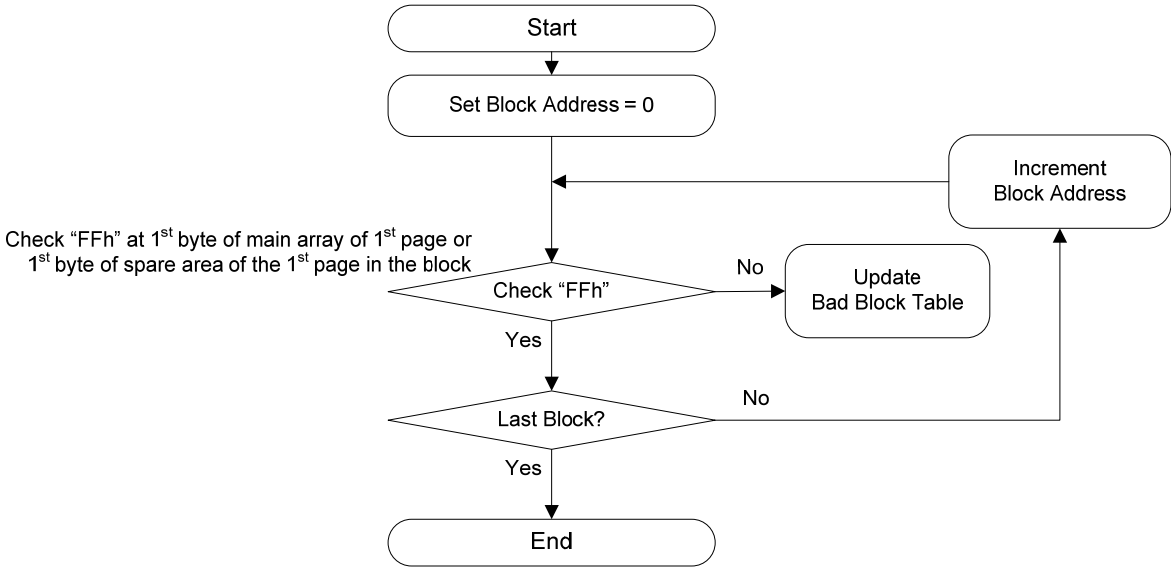 Start
Set Block Address = 0
Increment
Block Address
Check “FFh” at 1st byte of main array of 1st page or
1st byte of spare area of the 1st page in the block
Check “FFh”
No
Update
Bad Block Table
Yes
Last Block?
No
Yes
End